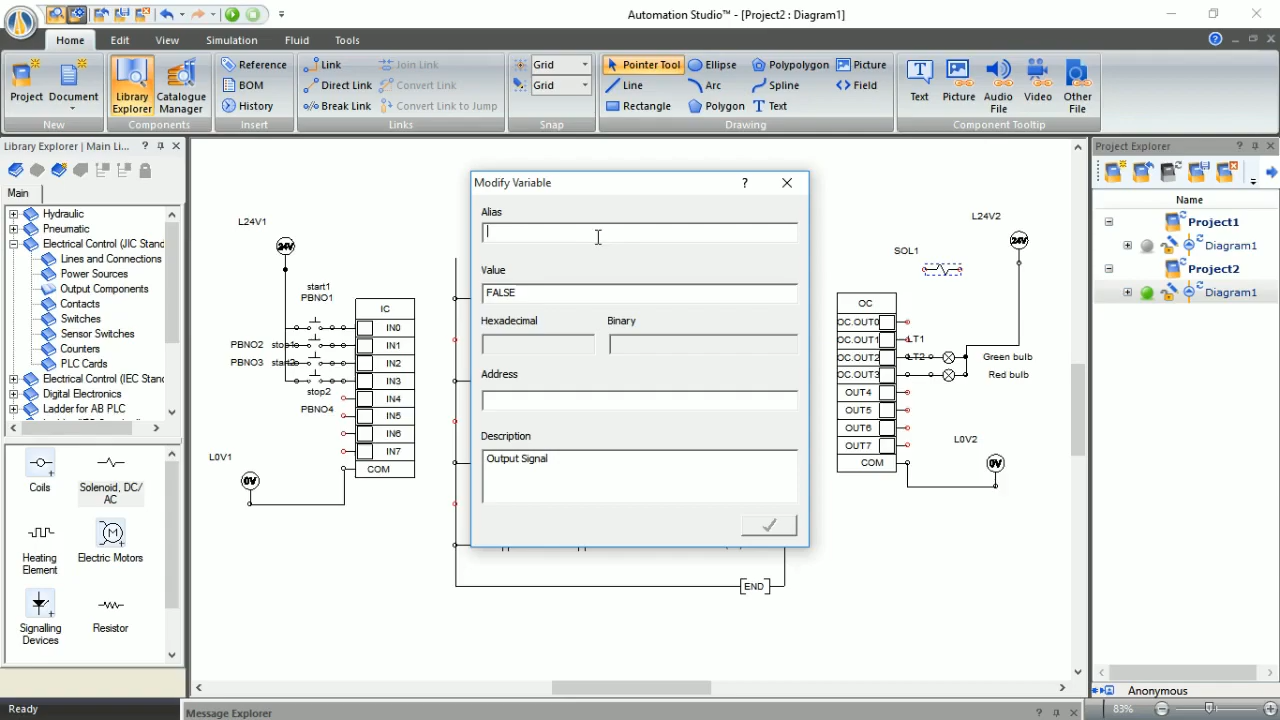 Automation Studio™ - [Project2 : Diagram1]
Home Edit View Simulation Fluid Tools
Project
Document
New
Library Explorer
Catalogue Manager
Components
Reference
BOM
History
Insert
Link
Direct Link
Break Link
Join Link
Convert Link
Convert Link to Jump
Links
Grid
Grid
Snap
Pointer Tool
Line
Rectangle
Ellipse
Arc
Polygon
Polypolygon
Spline
Text
Picture
Field
Drawing
Text
Picture
Audio File
Video
Other File
Component Tooltip
Library Explorer | Main Li...
Main
Hydraulic
Pneumatic
Electrical Control (JIC Stand
Lines and Connections
Power Sources
Output Components
Contacts
Switches
Sensor Switches
Counters
PLC Cards
Electrical Control (IEC Stand
Digital Electronics
Ladder for AB PLC
Coils
Solenoid, DC/
AC
Heating
Element
Electric Motors
Signalling
Devices
Resistor
L24V1
24V
start1
PBNO1
PBNO2
PBNO3
stop2
PBNO4
L0V1
0V
IC
IN0
IN1
IN2
IN3
IN4
IN5
IN6
IN7
COM
Modify Variable
Alias
Value
FALSE
Hexadecimal
Binary
Address
Description
Output Signal
END
L24V2
24V
SOL1
OC
OC.OUT0
OC.OUT1
LT1
OC.OUT2
LT2
Green bulb
OC.OUT3
Red bulb
OUT4
OUT5
OUT6
OUT7
COM
L0V2
0V
Project Explorer
Name
Project1
Diagram1
Project2
Diagram1
Anonymous
Ready
Message Explorer
83%